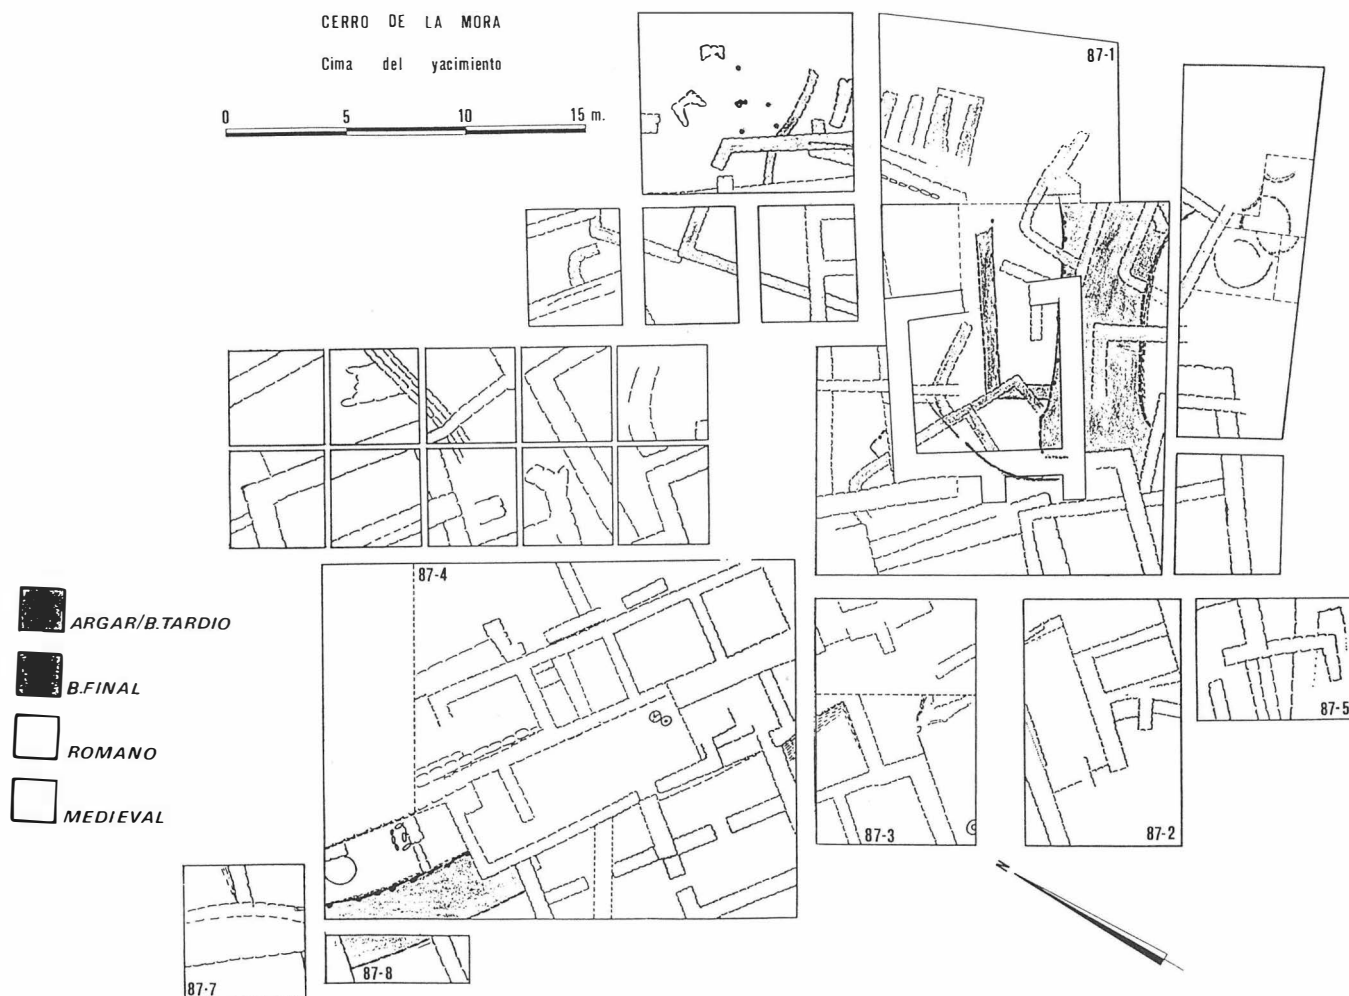 CERRO DE LA MORA
Cima del yacimiento
0 5 10 15 m.
87-1
87-4
ARGAR/B.TARDIO
B.FINAL
ROMANO
MEDIEVAL
87-5
87-3
87-2
N
87-8
87-7